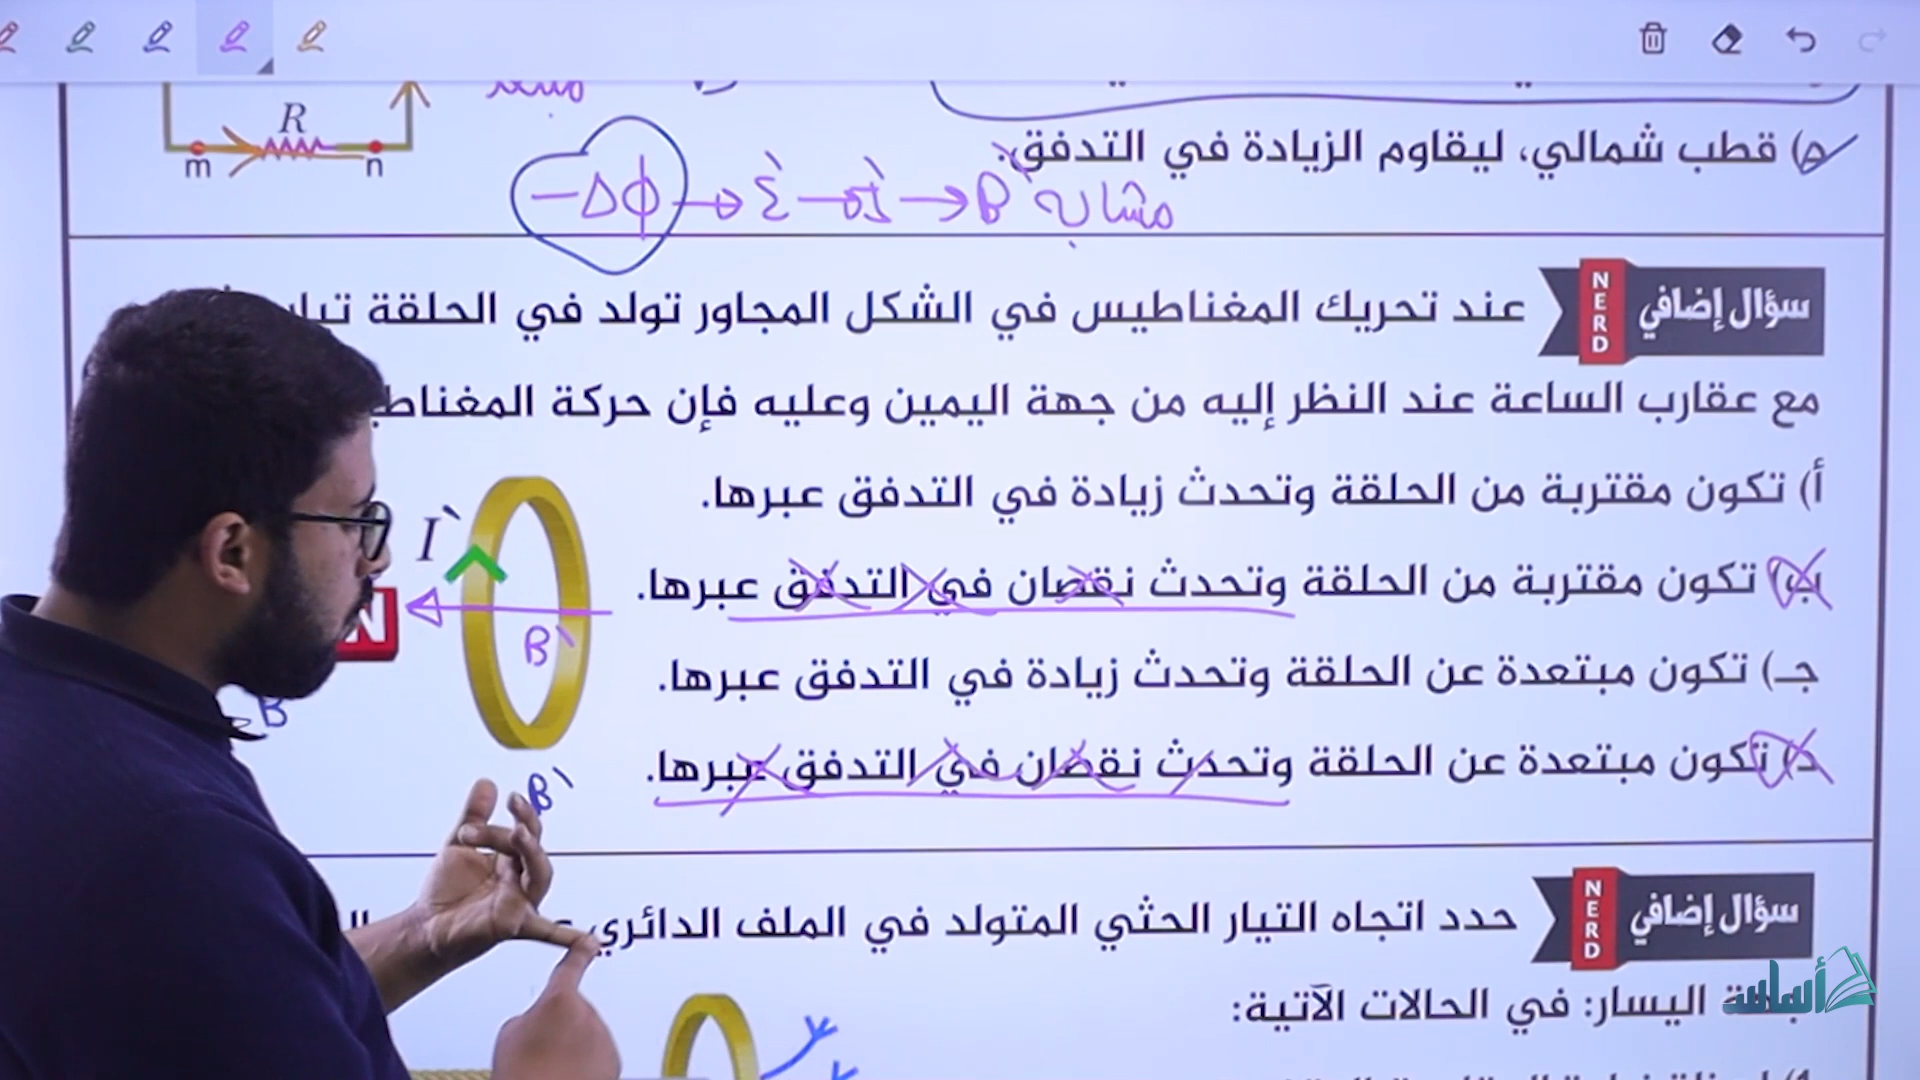 R
m
n
هـ) قطب شمالي، ليقاوم الزيادة في التدفق.
−ΔΦ → ε` → I` → B` مشابه
سؤال إضافي
NERD
عند تحريك المغناطيس في الشكل المجاور تولد في الحلقة
مع عقارب الساعة عند النظر إليه من جهة اليمين وعليه فإن حركة
أ) تكون مقتربة من الحلقة وتحدث زيادة في التدفق عبرها.
ب) تكون مقتربة من الحلقة وتحدث نقصان في التدفق عبرها.
جـ) تكون مبتعدة عن الحلقة وتحدث زيادة في التدفق عبرها.
د) تكون مبتعدة عن الحلقة وتحدث نقصان في التدفق عبرها.
I`
N
B`
B
B`
سؤال إضافي
NERD
حدد اتجاه التيار الحثي المتولد في الملف الدائري
اليسار: في الحالات الآتية:
أساس